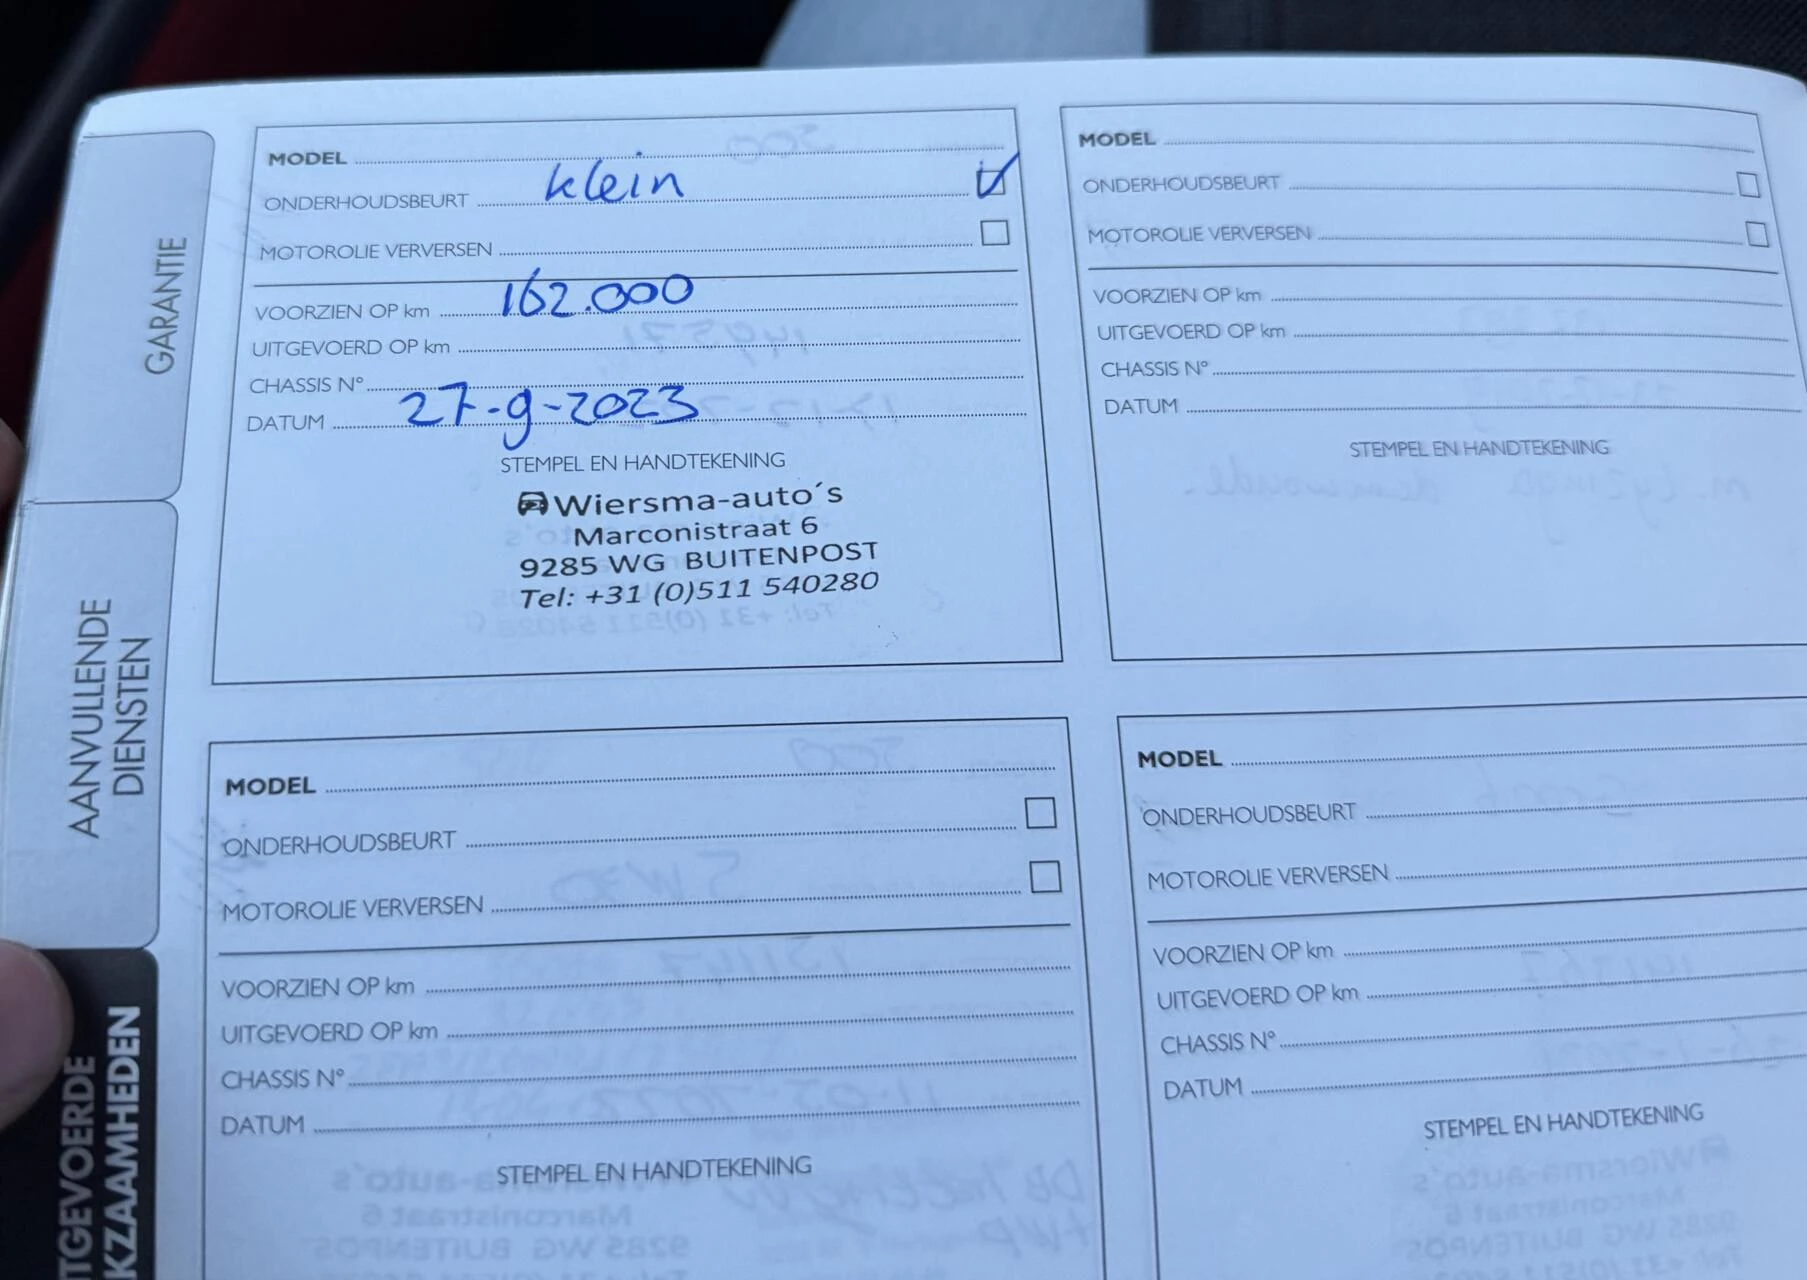 GARANTIE
AANVULLENDE
DIENSTEN
UITGEVOERDE
WERKZAAMHEDEN
MODEL
ONDERHOUDSBEURT klein
MOTOROLIE VERVERSEN
VOORZIEN OP km 162.000
UITGEVOERD OP km
CHASSIS N°
DATUM 27-9-2023
STEMPEL EN HANDTEKENING
Wiersma-auto´s
Marconistraat 6
9285 WG BUITENPOST
Tel: +31 (0)511 540280
MODEL
ONDERHOUDSBEURT
MOTOROLIE VERVERSEN
VOORZIEN OP km
UITGEVOERD OP km
CHASSIS N°
DATUM
STEMPEL EN HANDTEKENING
MODEL
ONDERHOUDSBEURT
MOTOROLIE VERVERSEN
VOORZIEN OP km
UITGEVOERD OP km
CHASSIS N°
DATUM
STEMPEL EN HANDTEKENING
MODEL
ONDERHOUDSBEURT
MOTOROLIE VERVERSEN
VOORZIEN OP km
UITGEVOERD OP km
CHASSIS N°
DATUM
STEMPEL EN HANDTEKENING